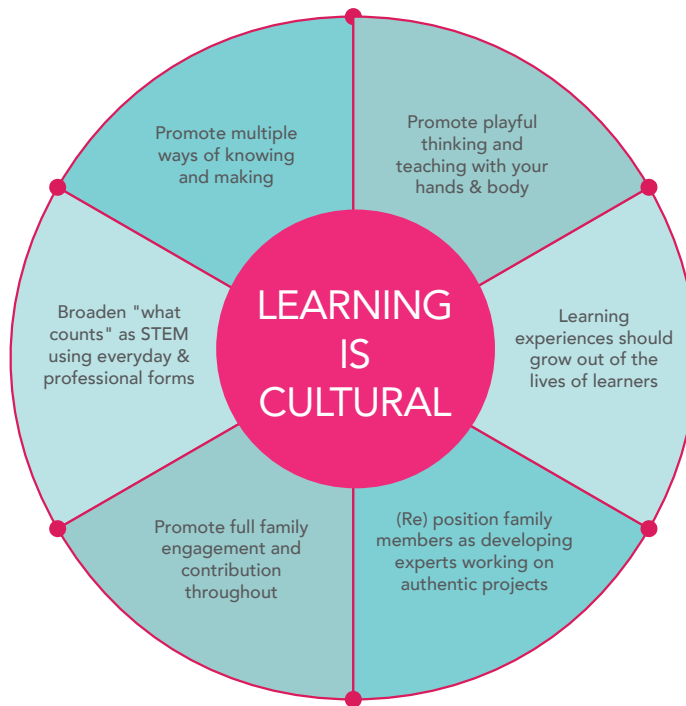 Promote multiple
ways of knowing
and making
Promote playful
thinking and
teaching with your
hands & body
Broaden "what
counts" as STEM
using everyday &
professional forms
LEARNING
IS
CULTURAL
Learning
experiences should
grow out of the
lives of learners
Promote full family
engagement and
contribution
throughout
(Re) position family
members as developing
experts working on
authentic projects